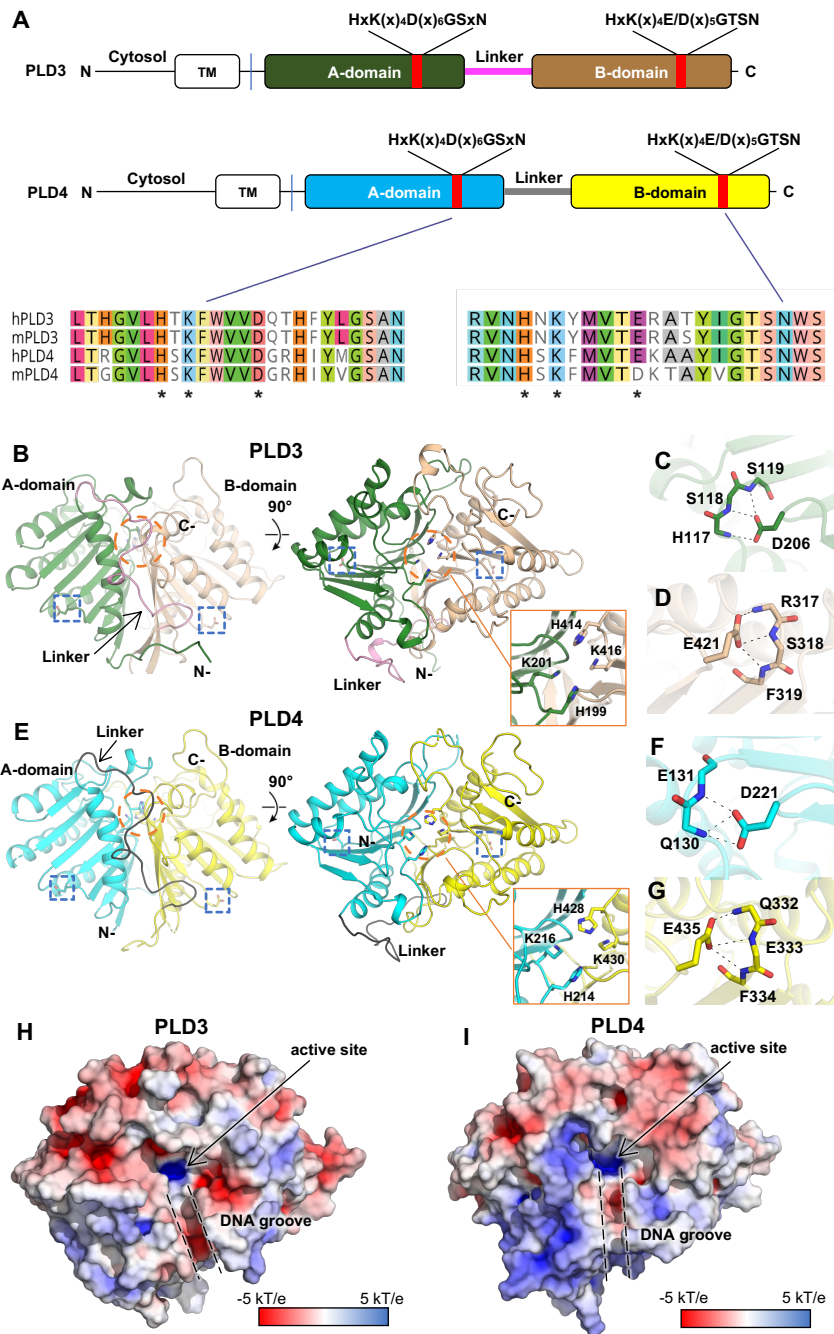 A
HxK(x)₄D(x)₆GSxN
HxK(x)₄E/D(x)₅GTSN
PLD3 N Cytosol TM A-domain Linker B-domain C
HxK(x)₄D(x)₆GSxN
HxK(x)₄E/D(x)₅GTSN
PLD4 N Cytosol TM A-domain Linker B-domain C
hPLD3 LTHGVLHTKFWVVDQTHFYLGSAN RVNHNKYMVTERATYIGTSNWS
mPLD3 LTHGVLHTKFWVVDQTHFYLGSAN RVNHNKYMVTERASYIGTSNWS
hPLD4 LTRGVLHSKFWVVDGRHIYMGSAN RVNHSKFMVTEKAAYIGTSNWS
mPLD4 LTGGVLHSKFWVVDGRHIYVGSAN RVNHSKFMVTDKTAYVGTSNWS
* * * * * *
B
PLD3
A-domain
B-domain
90°
C-
Linker
N-
C-
Linker
N-
H414
K201
K416
H199
C
S119
S118
H117
D206
D
R317
E421
S318
F319
E
PLD4
Linker
A-domain
B-domain
90°
C-
N-
C-
N-
Linker
H428
K216
K430
H214
F
E131
D221
Q130
G
Q332
E435
E333
F334
H
PLD3
active site
DNA groove
-5 kT/e 5 kT/e
I
PLD4
active site
DNA groove
-5 kT/e 5 kT/e